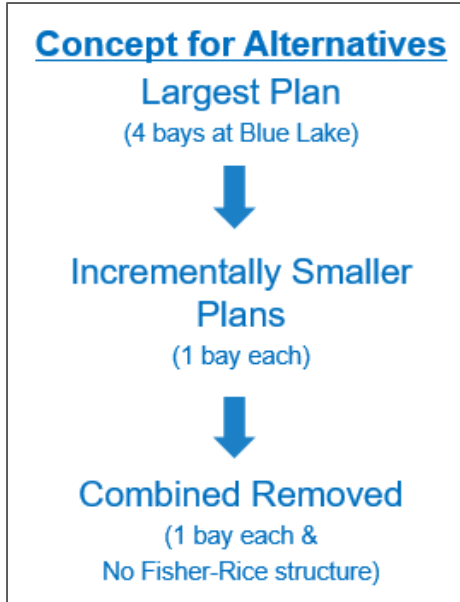 Concept for Alternatives
Largest Plan
(4 bays at Blue Lake)
Incrementally Smaller
Plans
(1 bay each)
Combined Removed
(1 bay each &
No Fisher-Rice structure)